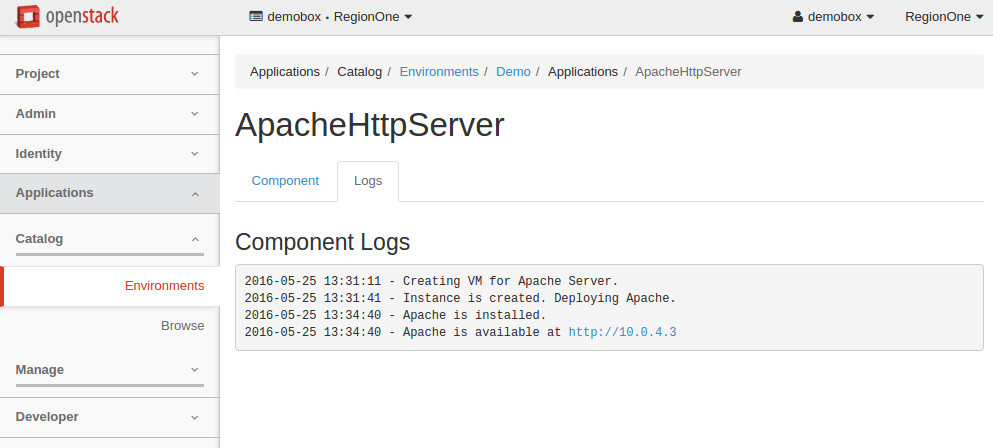 openstack demobox • RegionOne demobox RegionOne
Project
Admin
Identity
Applications
Catalog
Environments
Browse
Manage
Developer
Applications / Catalog / Environments / Demo / Applications / ApacheHttpServer
ApacheHttpServer
Component Logs
Component Logs
2016-05-25 13:31:11 - Creating VM for Apache Server.
2016-05-25 13:31:41 - Instance is created. Deploying Apache.
2016-05-25 13:34:40 - Apache is installed.
2016-05-25 13:34:40 - Apache is available at http://10.0.4.3